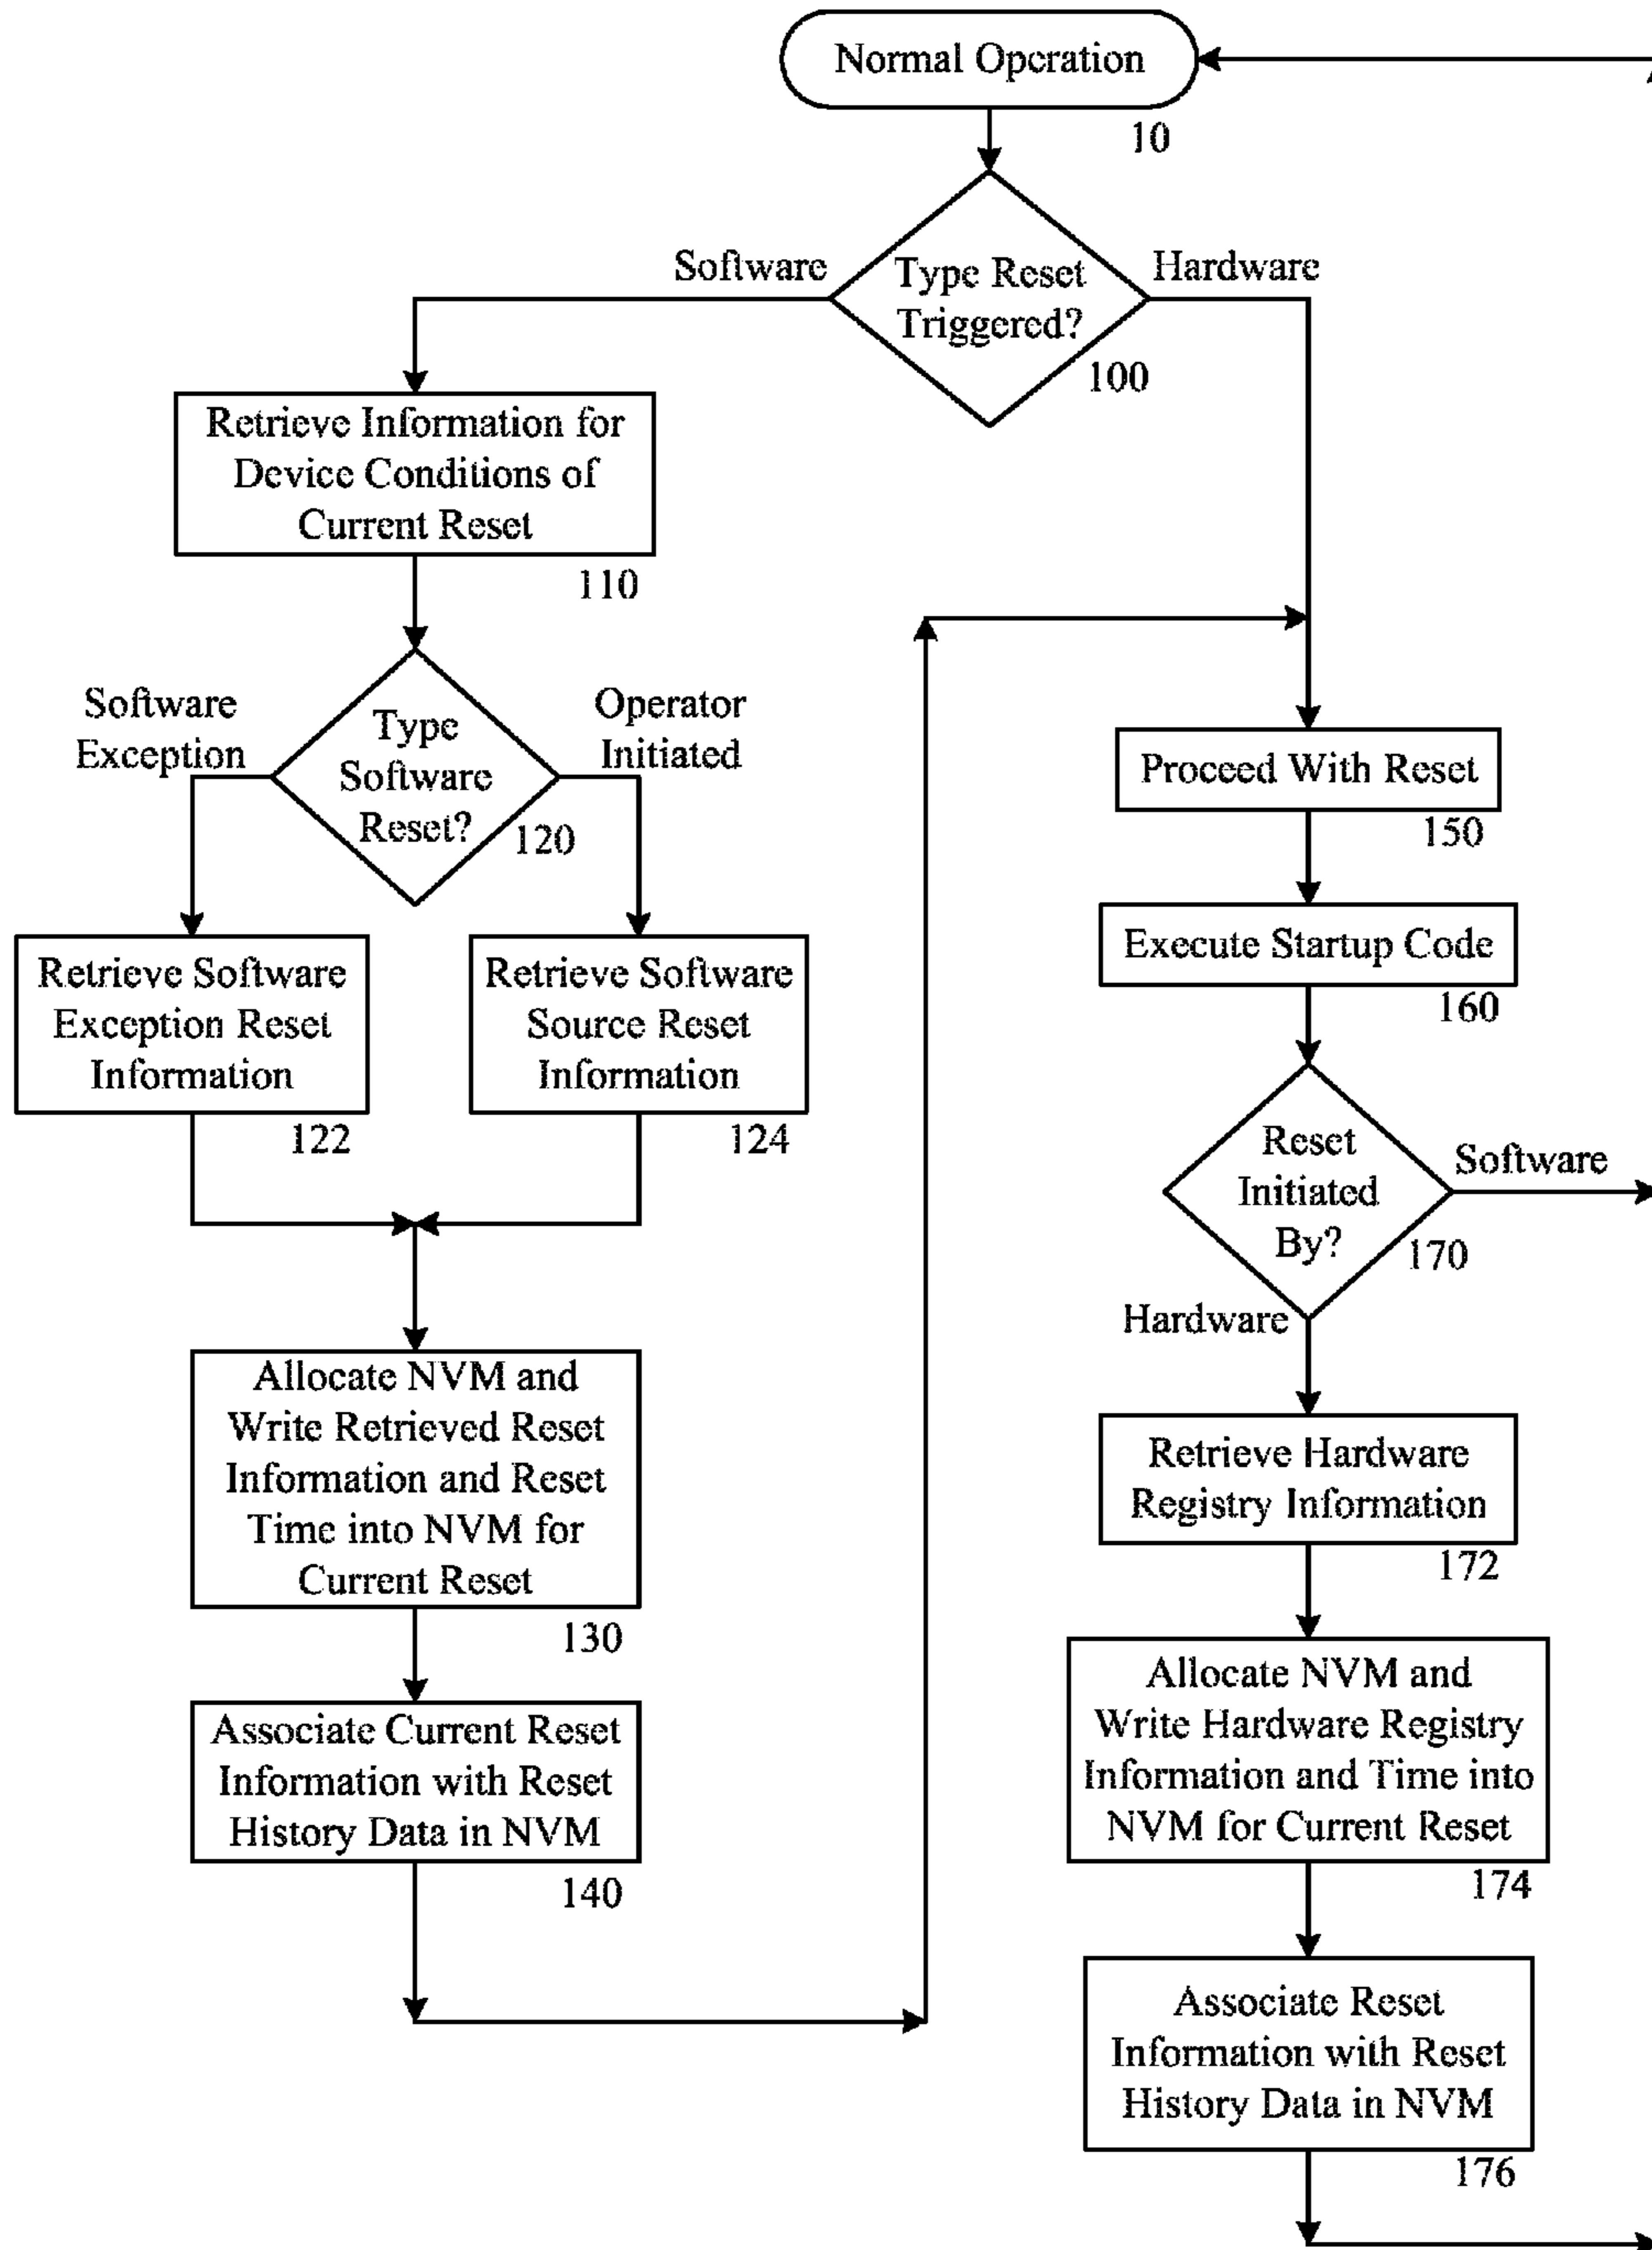 Normal Operation
10
Type Reset
Triggered?
100
Software
Hardware
Retrieve Information for
Device Conditions of
Current Reset
110
Type
Software
Reset?
120
Software
Exception
Operator
Initiated
Retrieve Software
Exception Reset
Information
122
Retrieve Software
Source Reset
Information
124
Allocate NVM and
Write Retrieved Reset
Information and Reset
Time into NVM for
Current Reset
130
Associate Current Reset
Information with Reset
History Data in NVM
140
Proceed With Reset
150
Execute Startup Code
160
Reset
Initiated
By?
170
Software
Hardware
Retrieve Hardware
Registry Information
172
Allocate NVM and
Write Hardware Registry
Information and Time into
NVM for Current Reset
174
Associate Reset
Information with Reset
History Data in NVM
176